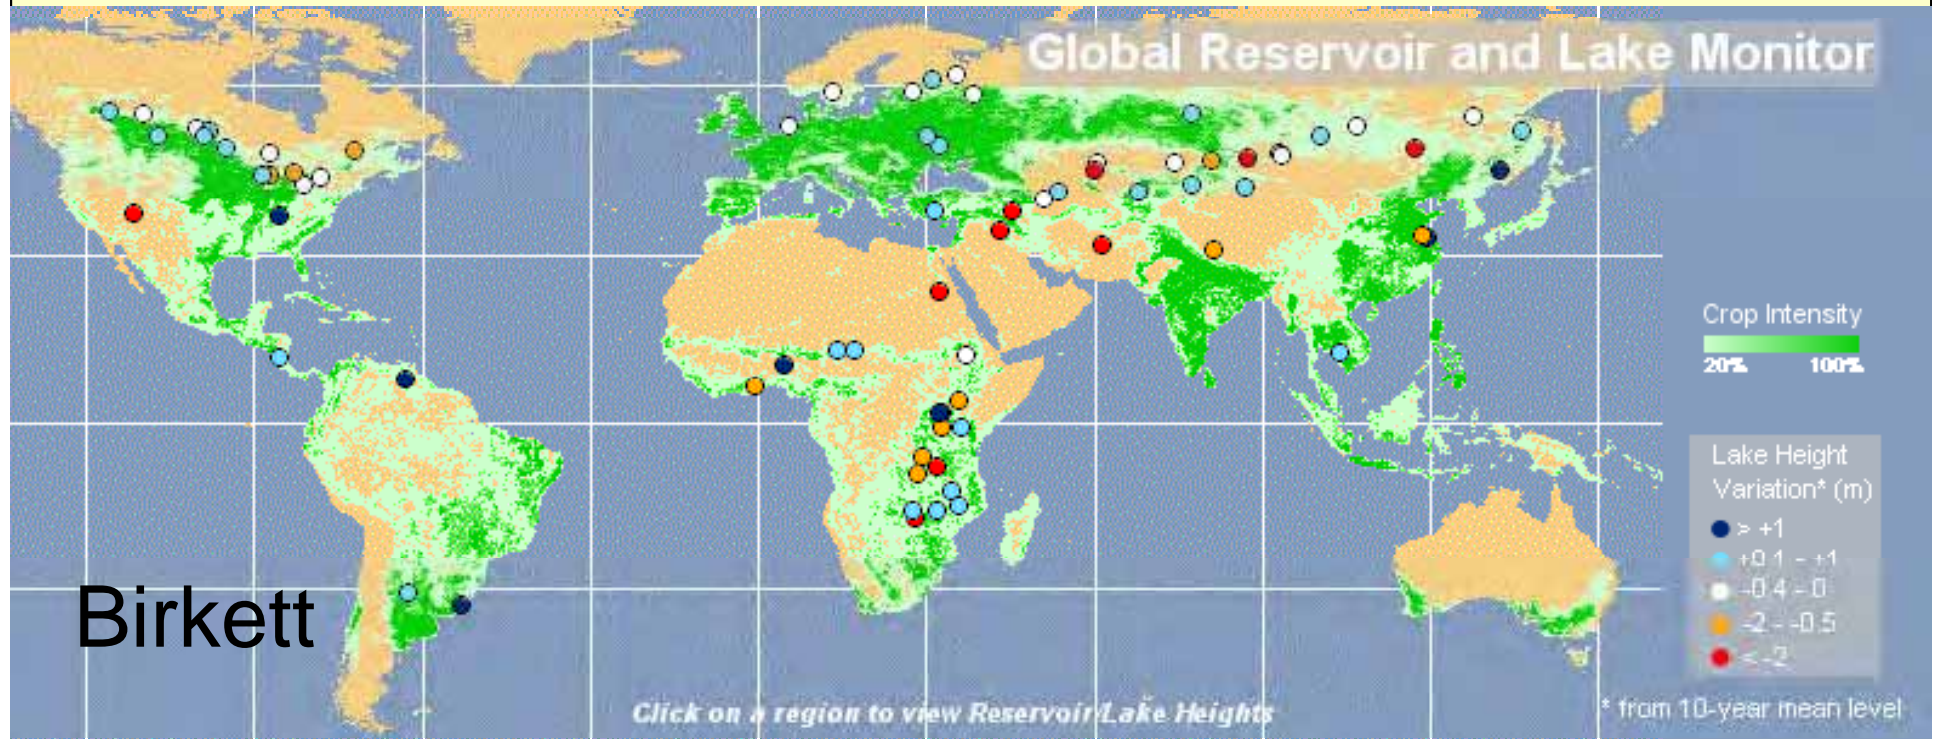 Global Reservoir and Lake Monitor
Crop Intensity
20% 100%
Lake Height
Variation* (m)
> +1
+0.1 - +1
-0.4 - 0
-2 - -0.5
< -2
Birkett
Click on a region to view Reservoir/Lake Heights
* from 10-year mean level